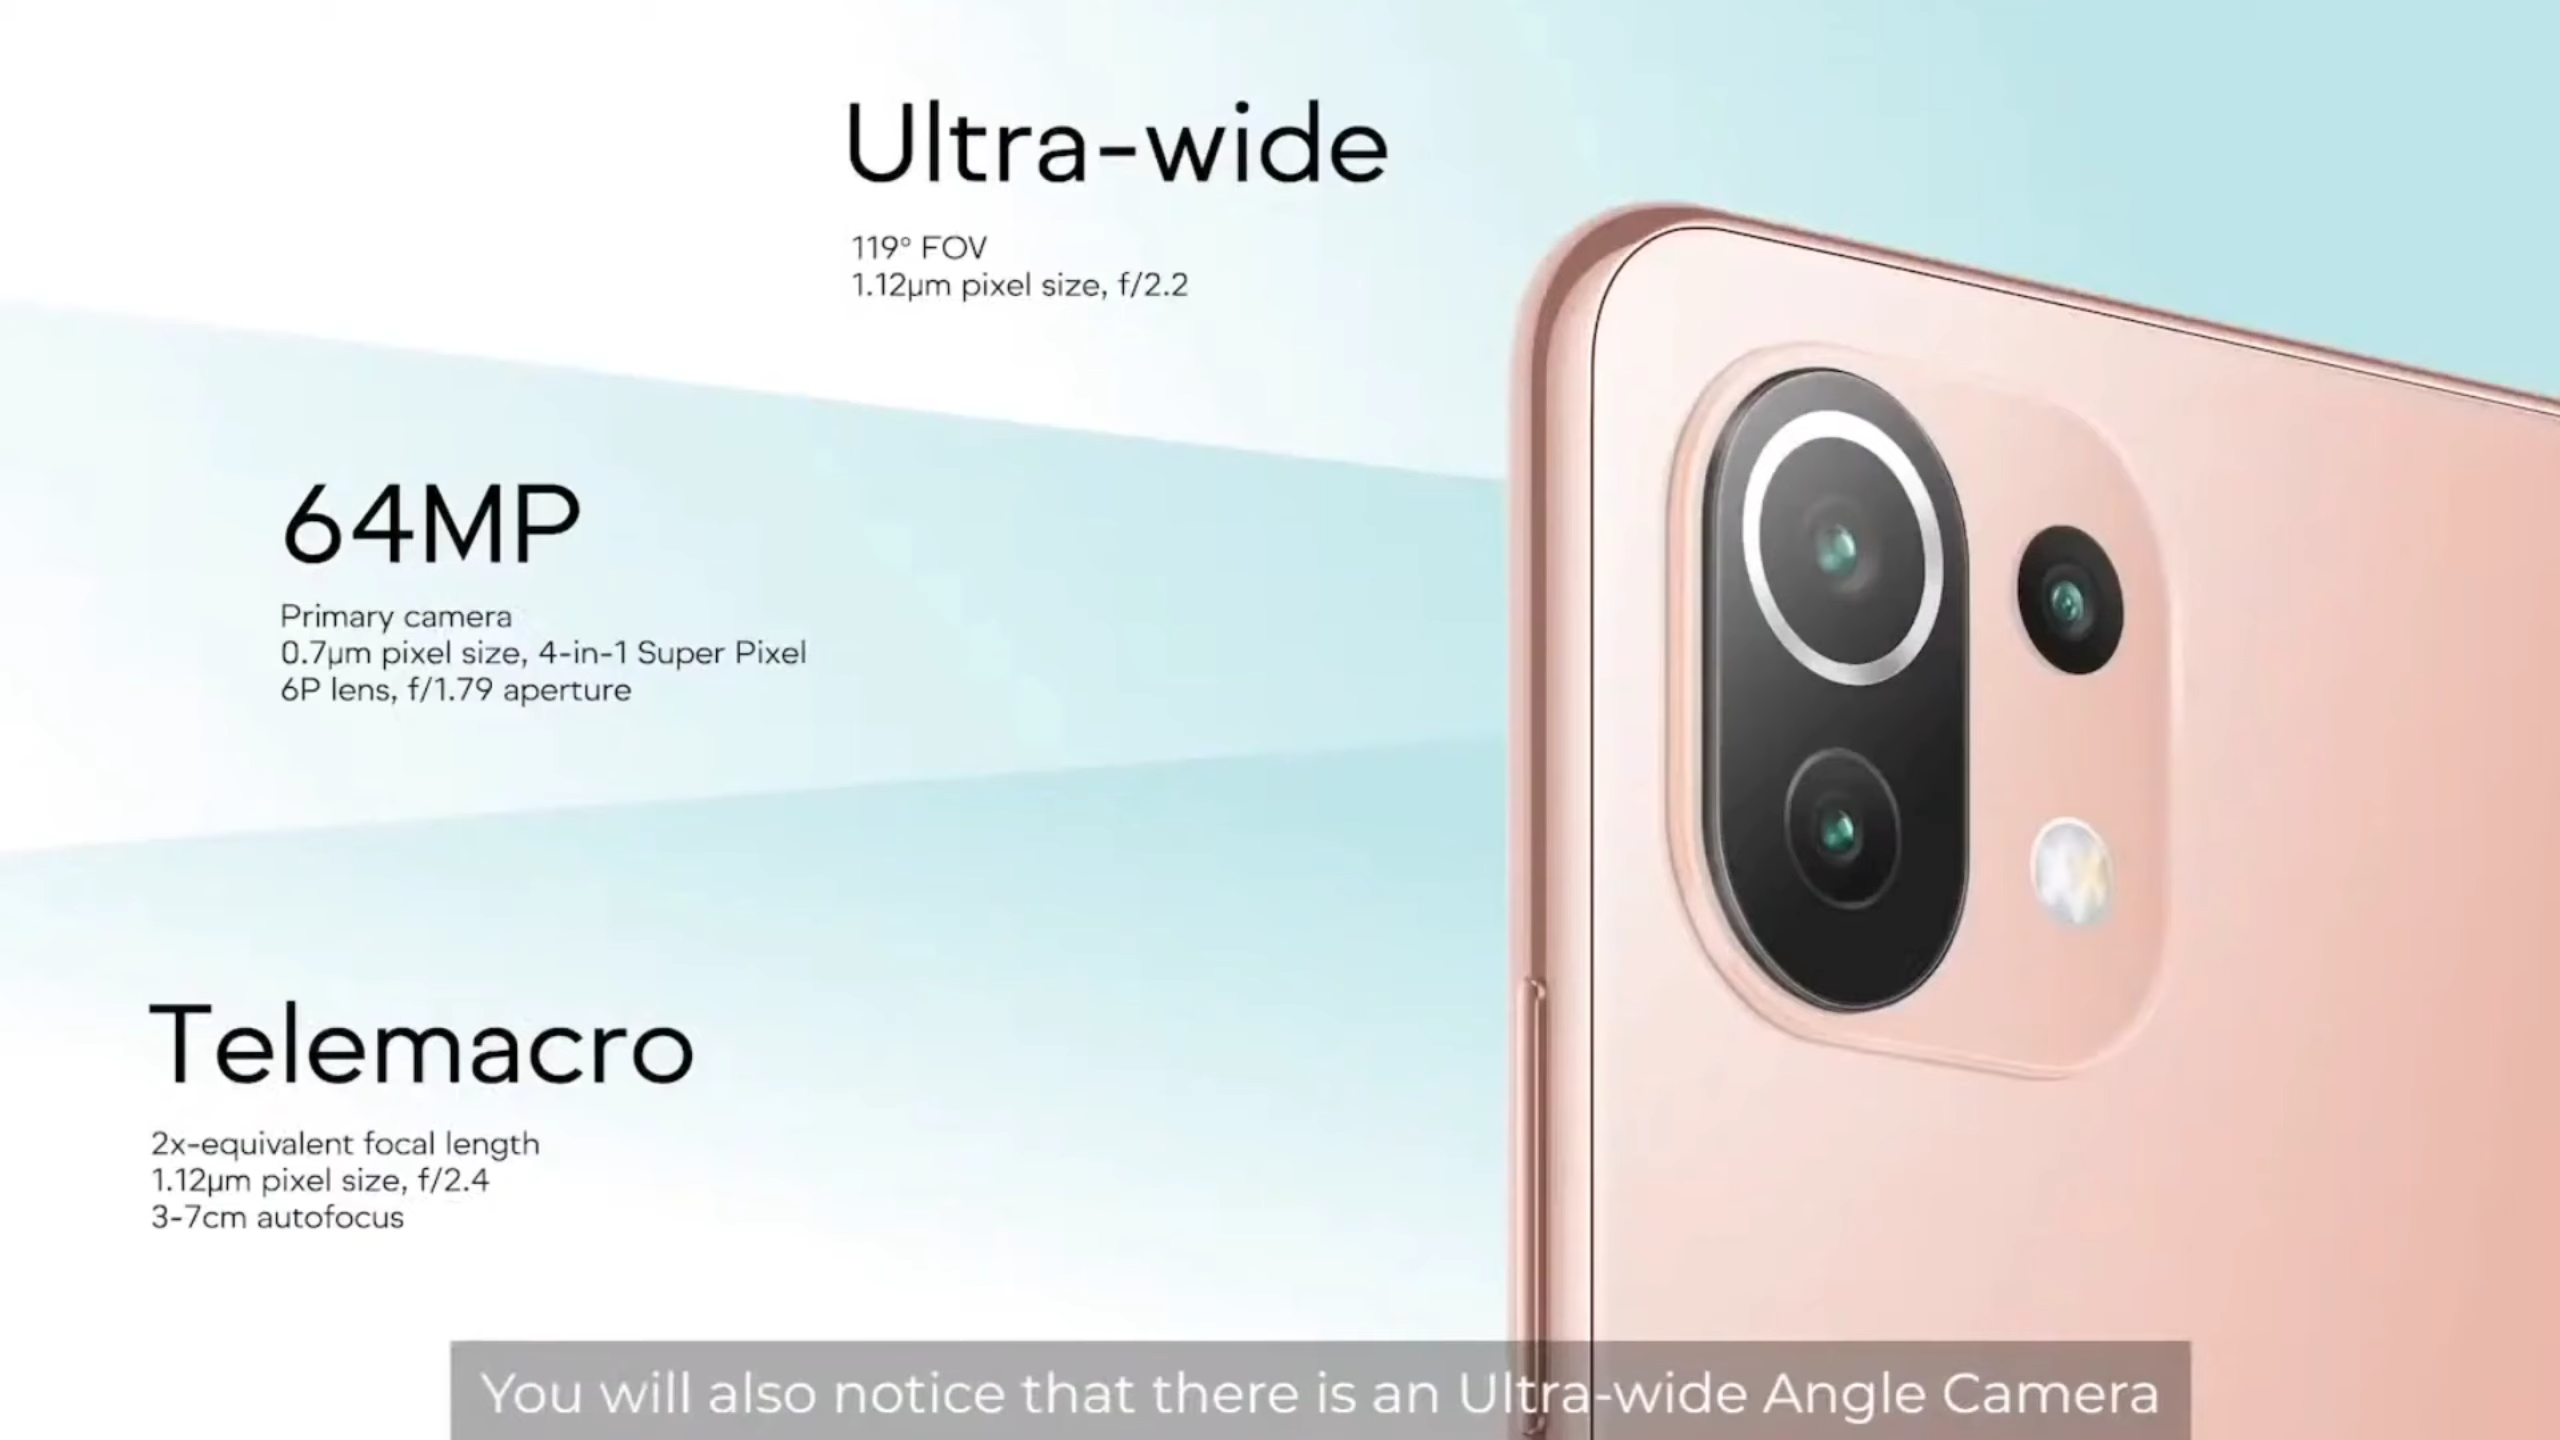 Ultra-wide
119° FOV
1.12µm pixel size, f/2.2
64MP
Primary camera
0.7µm pixel size, 4-in-1 Super Pixel
6P lens, f/1.79 aperture
Telemacro
2x-equivalent focal length
1.12µm pixel size, f/2.4
3-7cm autofocus
You will also notice that there is an Ultra-wide Angle Camera